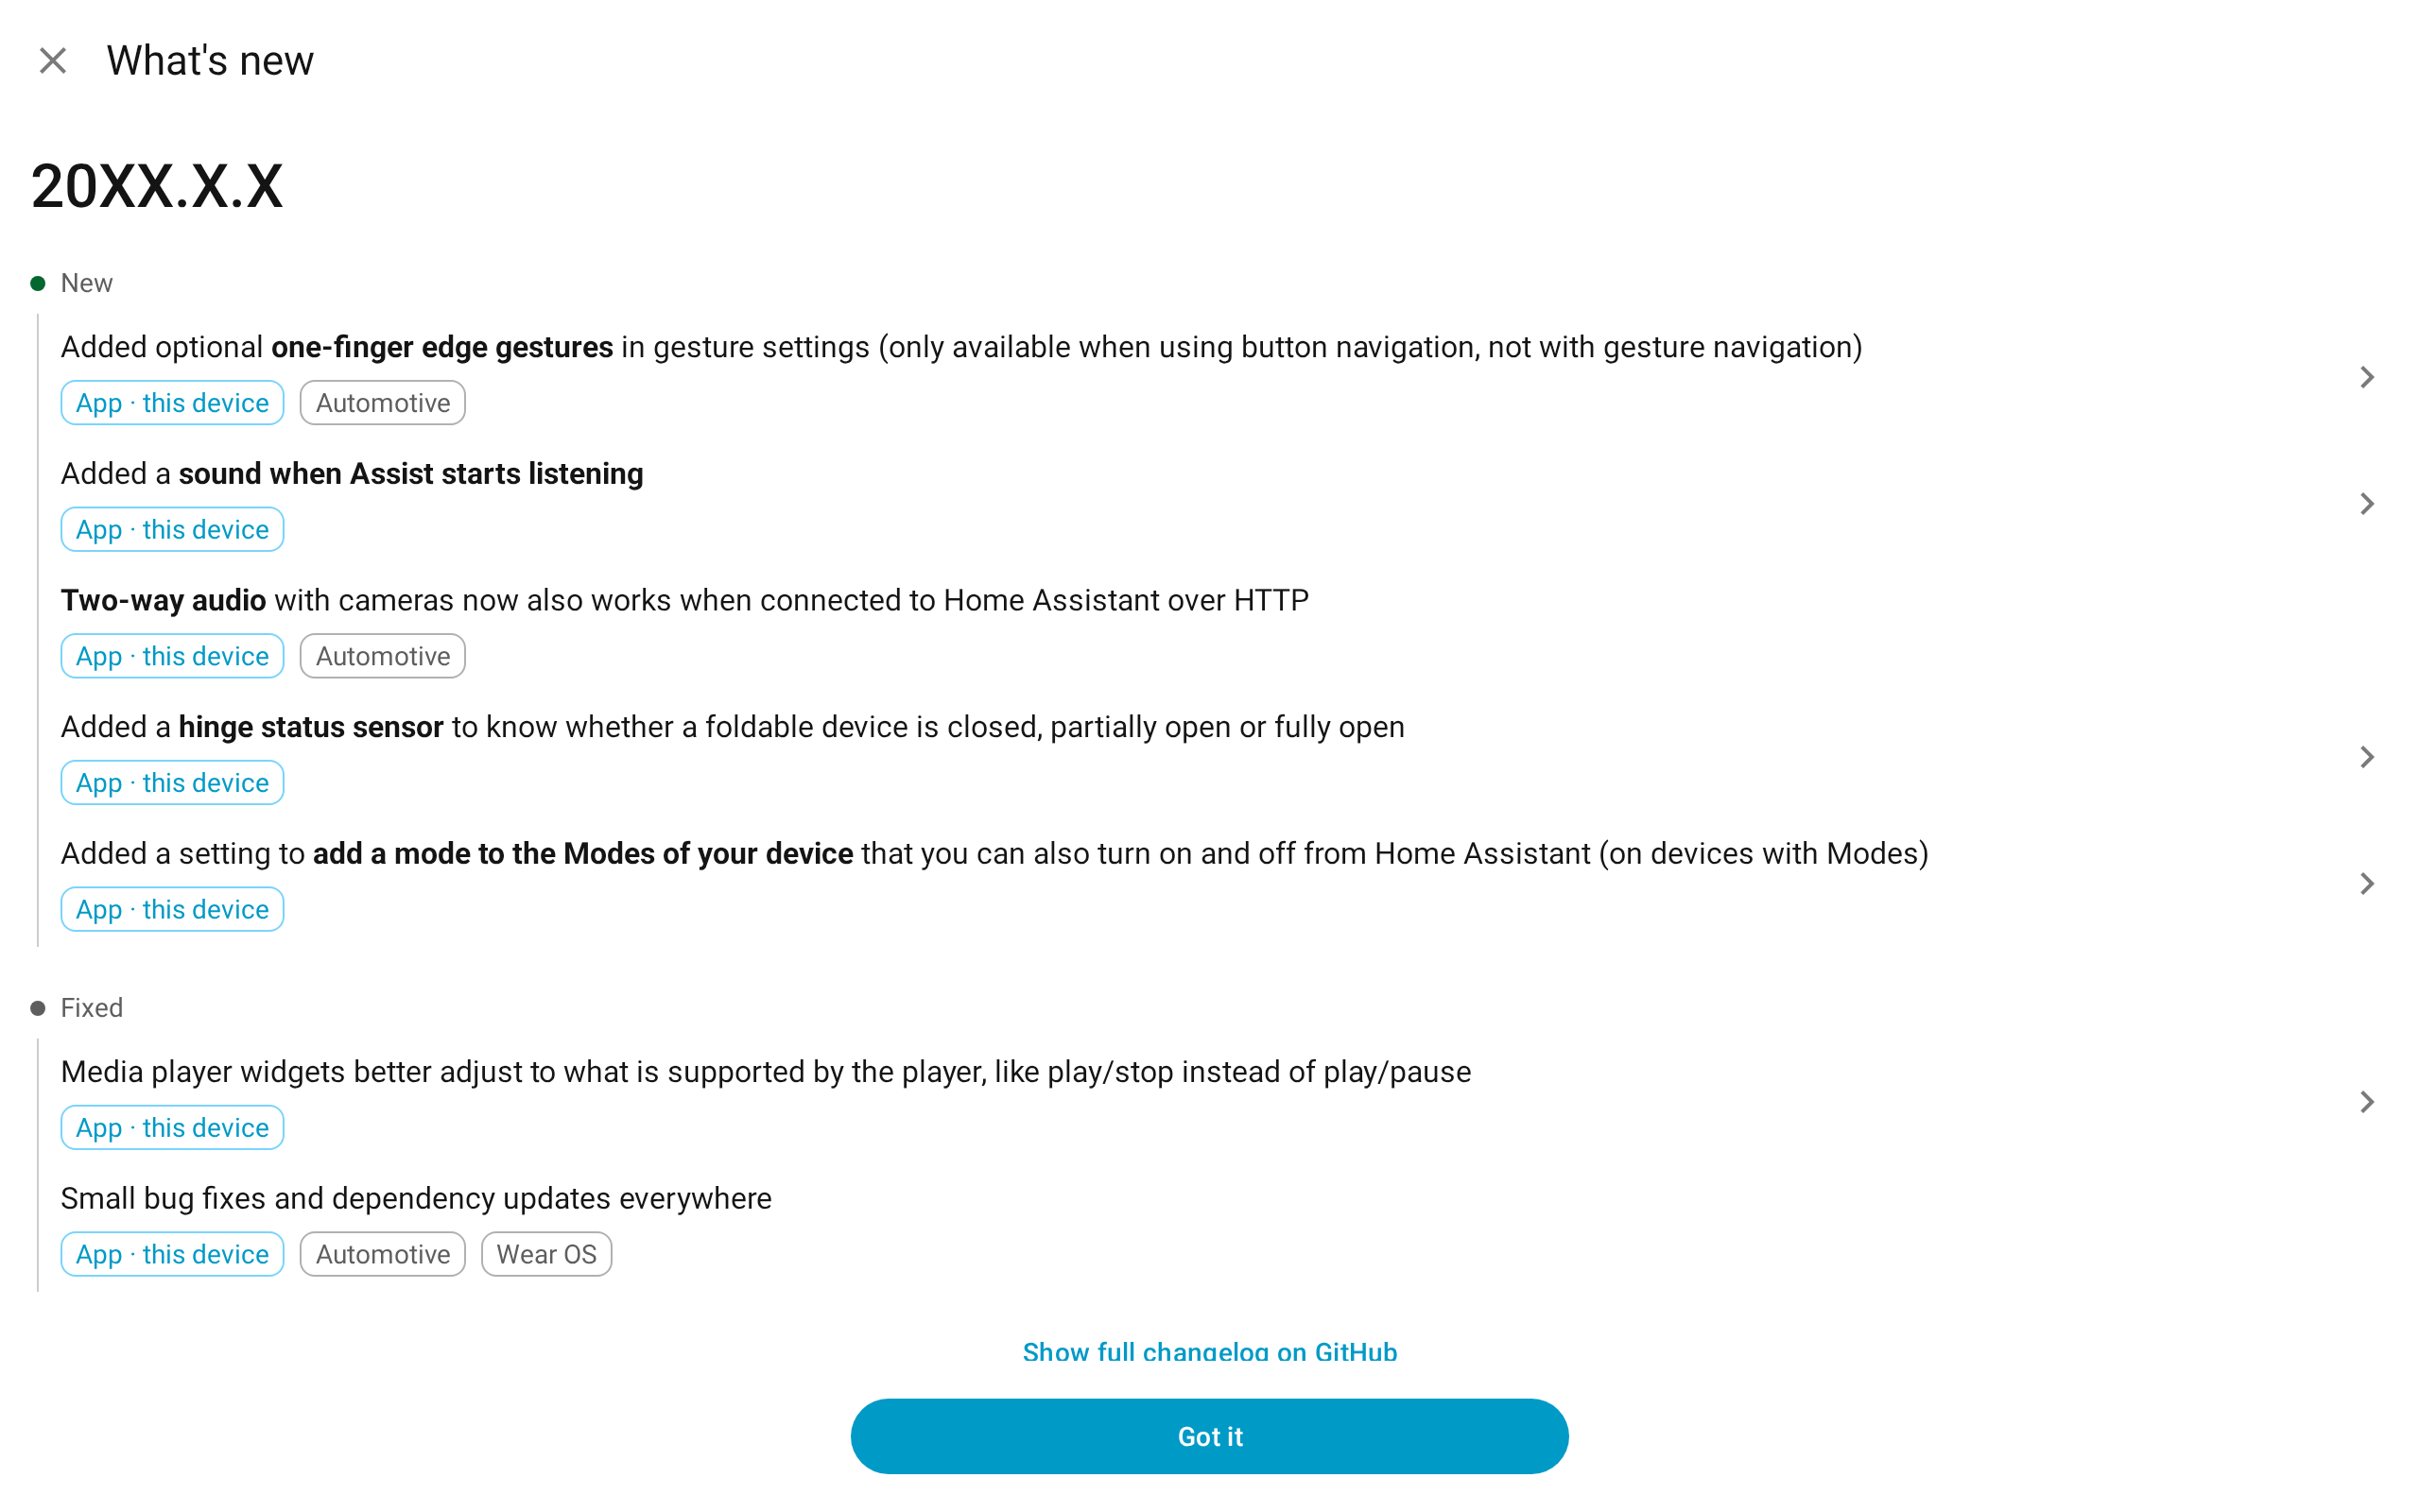 What's new
20XX.X.X
New
Added optional one-finger edge gestures in gesture settings (only available when using button navigation, not with gesture navigation)
App · this device Automotive
Added a sound when Assist starts listening
App · this device
Two-way audio with cameras now also works when connected to Home Assistant over HTTP
App · this device Automotive
Added a hinge status sensor to know whether a foldable device is closed, partially open or fully open
App · this device
Added a setting to add a mode to the Modes of your device that you can also turn on and off from Home Assistant (on devices with Modes)
App · this device
Fixed
Media player widgets better adjust to what is supported by the player, like play/stop instead of play/pause
App · this device
Small bug fixes and dependency updates everywhere
App · this device Automotive Wear OS
Show full changelog on GitHub
Got it